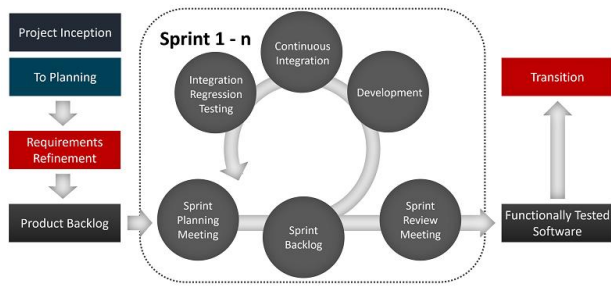 Project Inception
To Planning
Requirements
Refinement
Product Backlog
Sprint 1 - n
Continuous
Integration
Integration
Regression
Testing
Development
Sprint
Planning
Meeting
Sprint
Backlog
Sprint
Review
Meeting
Transition
Functionally Tested
Software